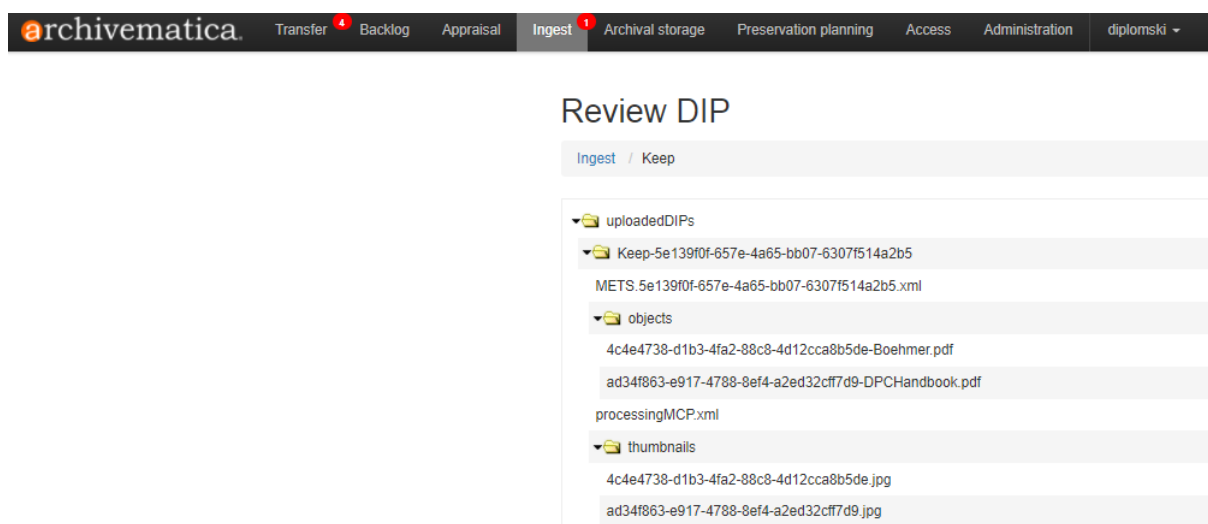 archivematica. Transfer 4 Backlog Appraisal Ingest 1 Archival storage Preservation planning Access Administration diplomski
Review DIP
Ingest / Keep
uploadedDIPs
Keep-5e139f0f-657e-4a65-bb07-6307f514a2b5
METS.5e139f0f-657e-4a65-bb07-6307f514a2b5.xml
objects
4c4e4738-d1b3-4fa2-88c8-4d12cca8b5de-Boehmer.pdf
ad34f863-e917-4788-8ef4-a2ed32cff7d9-DPCHandbook.pdf
processingMCP.xml
thumbnails
4c4e4738-d1b3-4fa2-88c8-4d12cca8b5de.jpg
ad34f863-e917-4788-8ef4-a2ed32cff7d9.jpg